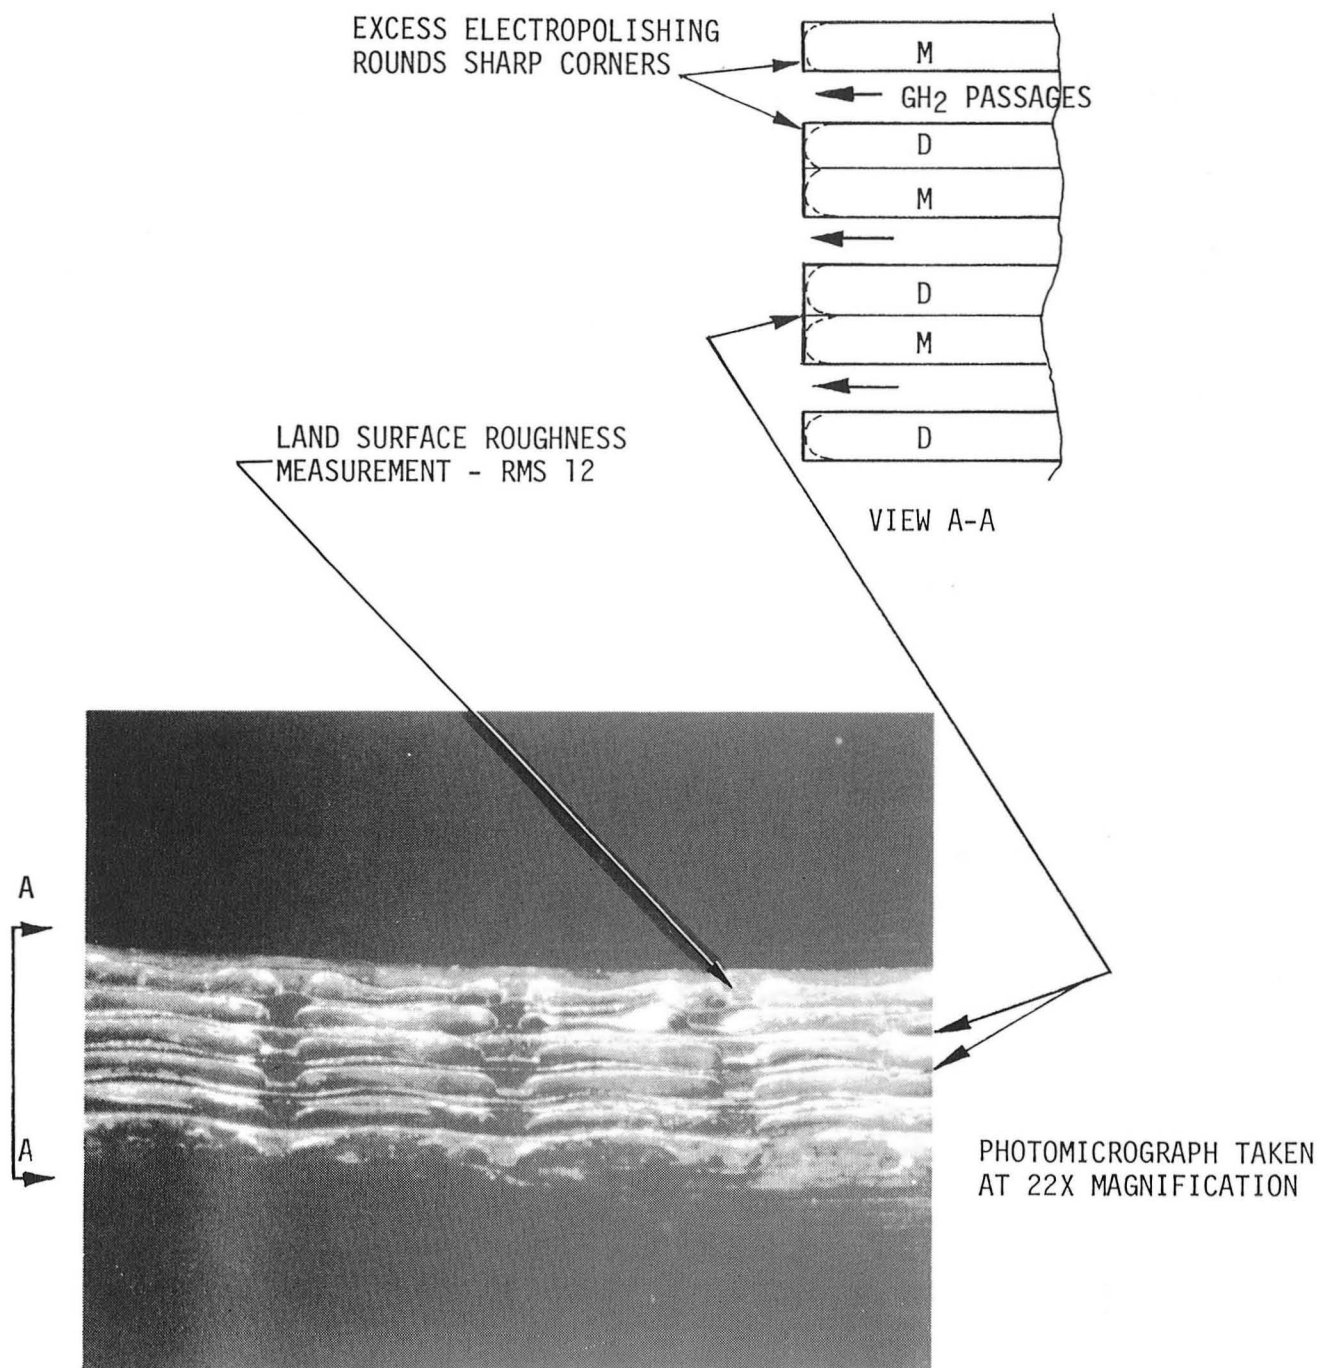 EXCESS ELECTROPOLISHING
ROUNDS SHARP CORNERS
M
GH2 PASSAGES
D
M
D
M
D
VIEW A-A
LAND SURFACE ROUGHNESS
MEASUREMENT - RMS 12
A
A
PHOTOMICROGRAPH TAKEN
AT 22X MAGNIFICATION